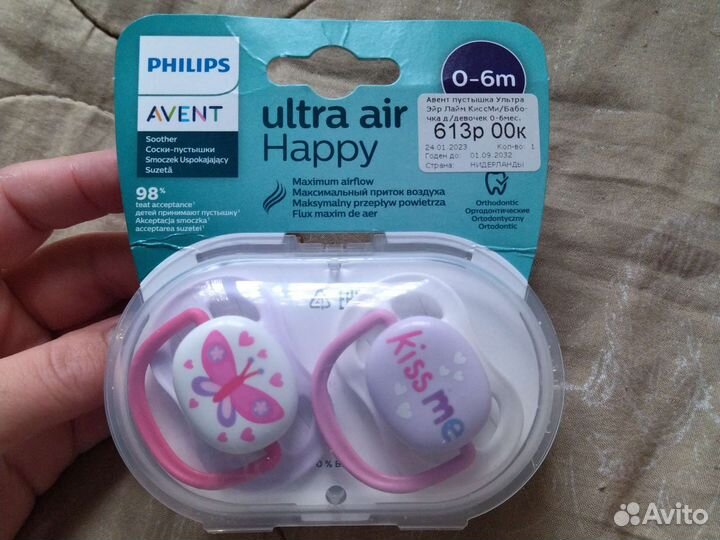 PHILIPS
AVENT
Soother
Соски-пустышки
Smoczek Uspokajający
Suzetă
98%
teat acceptance¹
детей принимают пустышку¹
Akceptacja smoczka¹
acceptarea suzetei¹
ultra air
Happy
Maximum airflow
Максимальный приток воздуха
Maksymalny przepływ powietrza
Flux maxim de aer
0-6m
Авент пустышка Ультра
Эйр Лайм КиссМи/Бабо-
чка д/девочек 0-6мес.
613р 00к
24.01.2023 Кол-во: 1
Годен до: 01.09.2032
Страна: НИДЕРЛАНДЫ
Orthodontic
Ортодонтические
Ortodontyczny
Ortodontic
kiss me
Avito